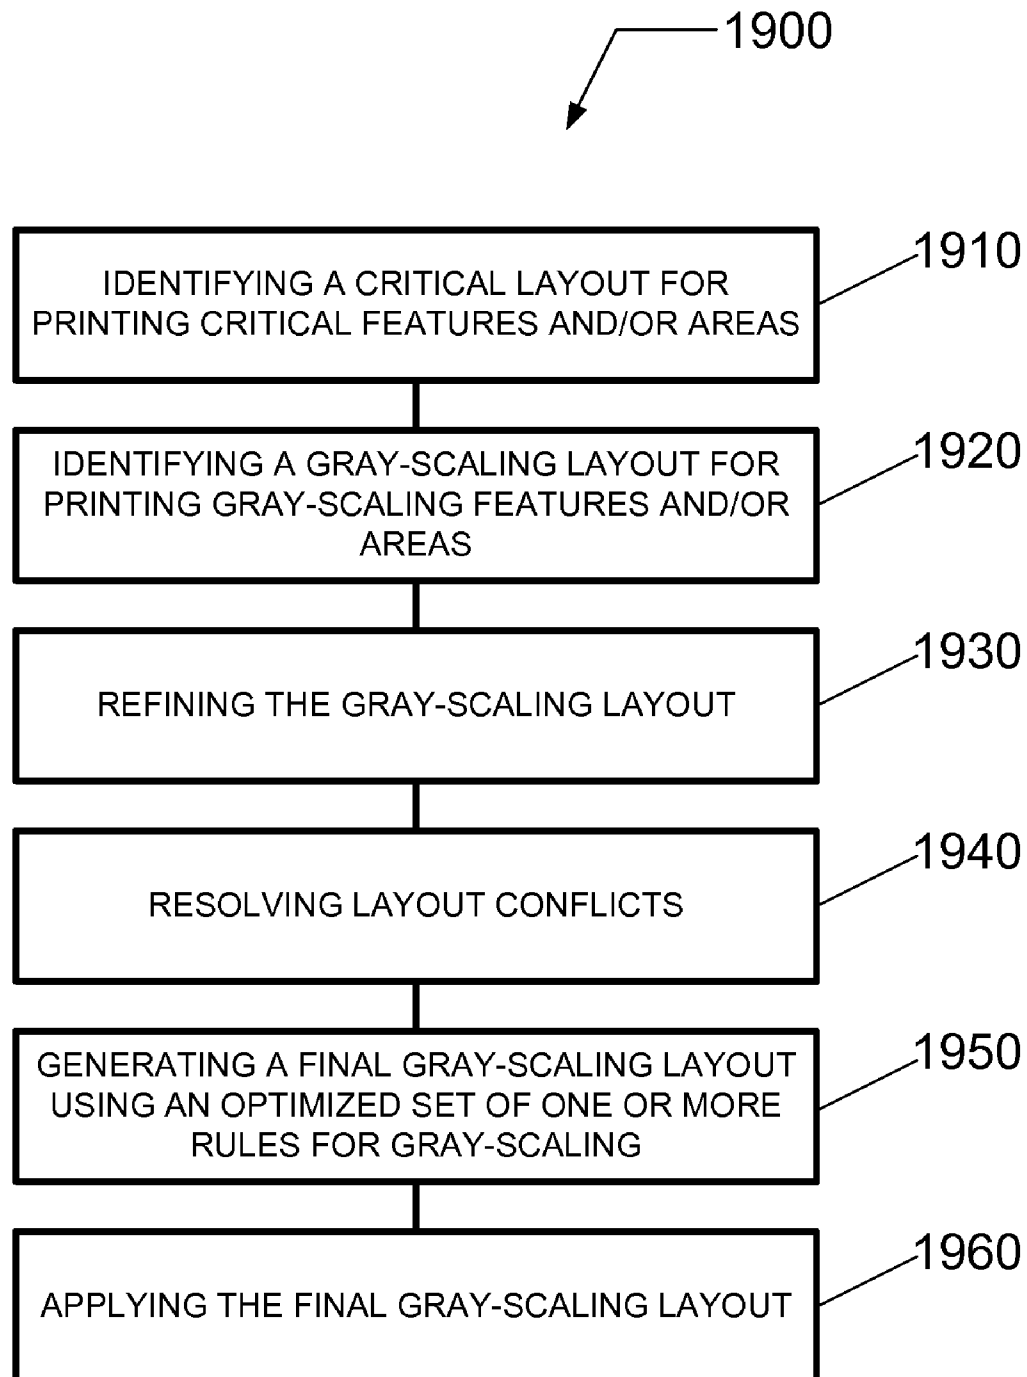 1900
1910
IDENTIFYING A CRITICAL LAYOUT FOR
PRINTING CRITICAL FEATURES AND/OR AREAS
1920
IDENTIFYING A GRAY-SCALING LAYOUT FOR
PRINTING GRAY-SCALING FEATURES AND/OR
AREAS
1930
REFINING THE GRAY-SCALING LAYOUT
1940
RESOLVING LAYOUT CONFLICTS
1950
GENERATING A FINAL GRAY-SCALING LAYOUT
USING AN OPTIMIZED SET OF ONE OR MORE
RULES FOR GRAY-SCALING
1960
APPLYING THE FINAL GRAY-SCALING LAYOUT